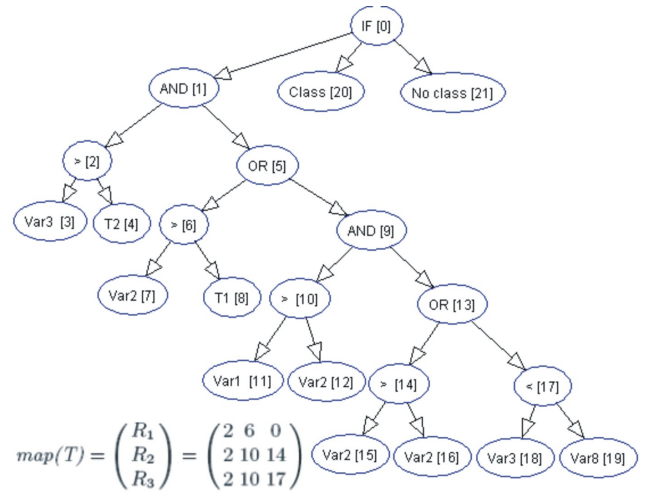 IF [0]
AND [1]
Class [20]
No class [21]
> [2]
OR [5]
Var3 [3]
T2 [4]
> [6]
AND [9]
Var2 [7]
T1 [8]
> [10]
OR [13]
Var1 [11]
Var2 [12]
> [14]
< [17]
Var2 [15]
Var2 [16]
Var3 [18]
Var8 [19]
map(T) = (R₁ R₂ R₃) = (2 6 0
2 10 14
2 10 17)